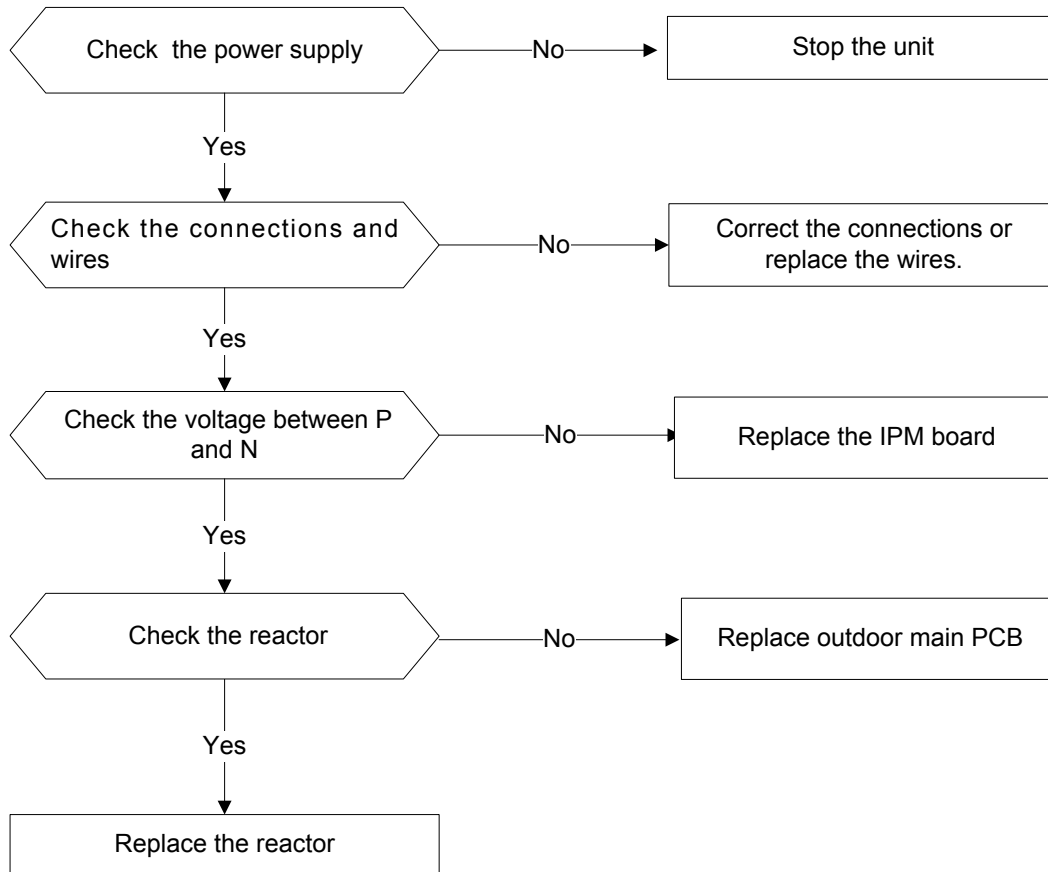 Check the power supply
No
Stop the unit
Yes
Check the connections and
wires
No
Correct the connections or
replace the wires.
Yes
Check the voltage between P
and N
No
Replace the IPM board
Yes
Check the reactor
No
Replace outdoor main PCB
Yes
Replace the reactor